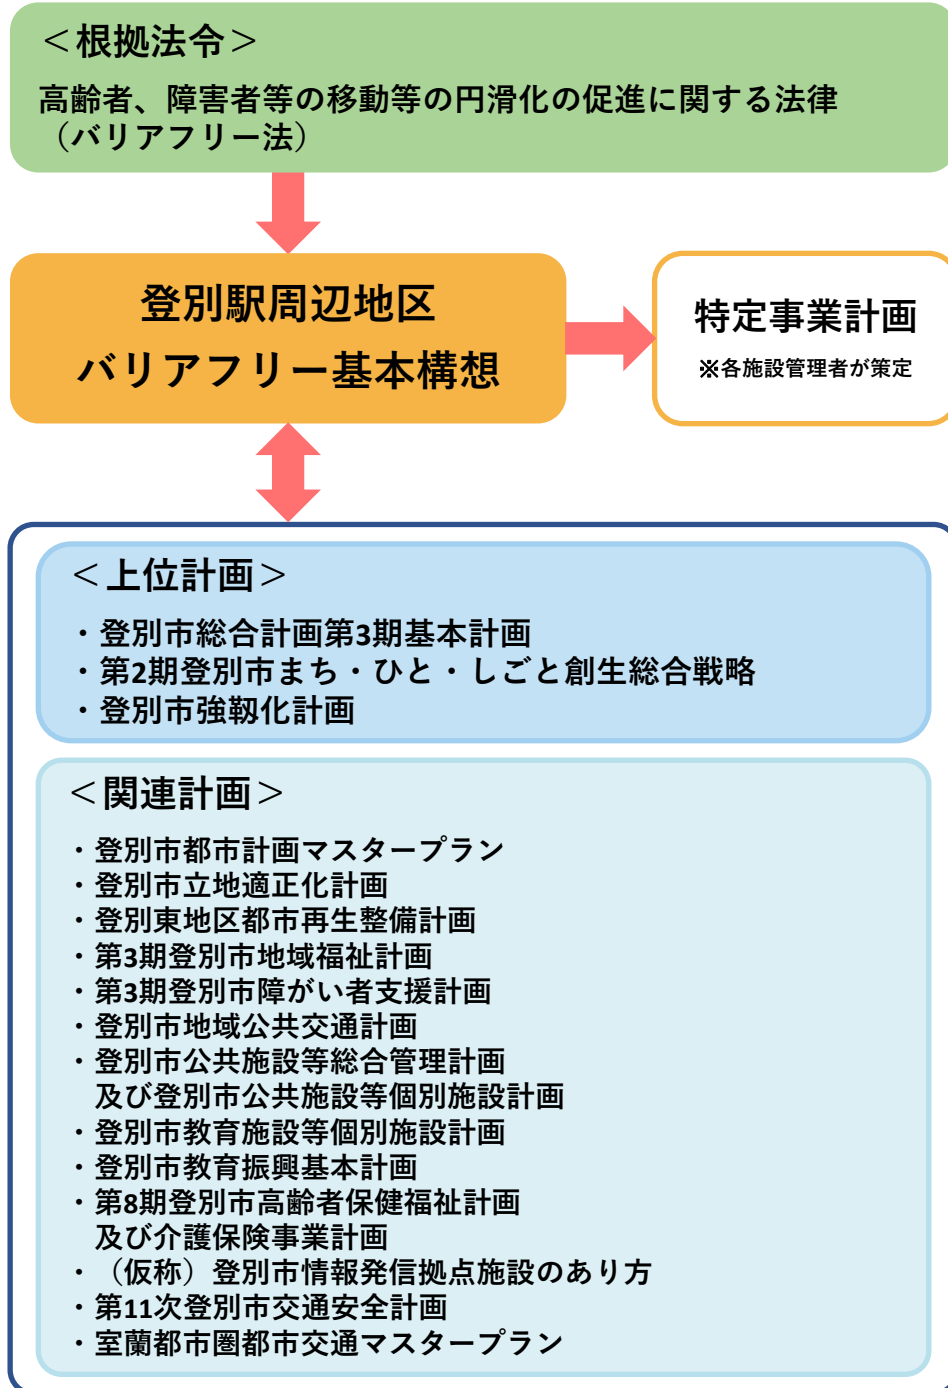 ＜根拠法令＞
高齢者、障害者等の移動等の円滑化の促進に関する法律
（バリアフリー法）
登別駅周辺地区
バリアフリー基本構想
特定事業計画
※各施設管理者が策定
＜上位計画＞
・登別市総合計画第3期基本計画
・第2期登別市まち・ひと・しごと創生総合戦略
・登別市強靱化計画
＜関連計画＞
・登別市都市計画マスタープラン
・登別市立地適正化計画
・登別東地区都市再生整備計画
・第3期登別市地域福祉計画
・第3期登別市障がい者支援計画
・登別市地域公共交通計画
・登別市公共施設等総合管理計画
及び登別市公共施設等個別施設計画
・登別市教育施設等個別施設計画
・登別市教育振興基本計画
・第8期登別市高齢者保健福祉計画
及び介護保険事業計画
・（仮称）登別市情報発信拠点施設のあり方
・第11次登別市交通安全計画
・室蘭都市圏都市交通マスタープラン